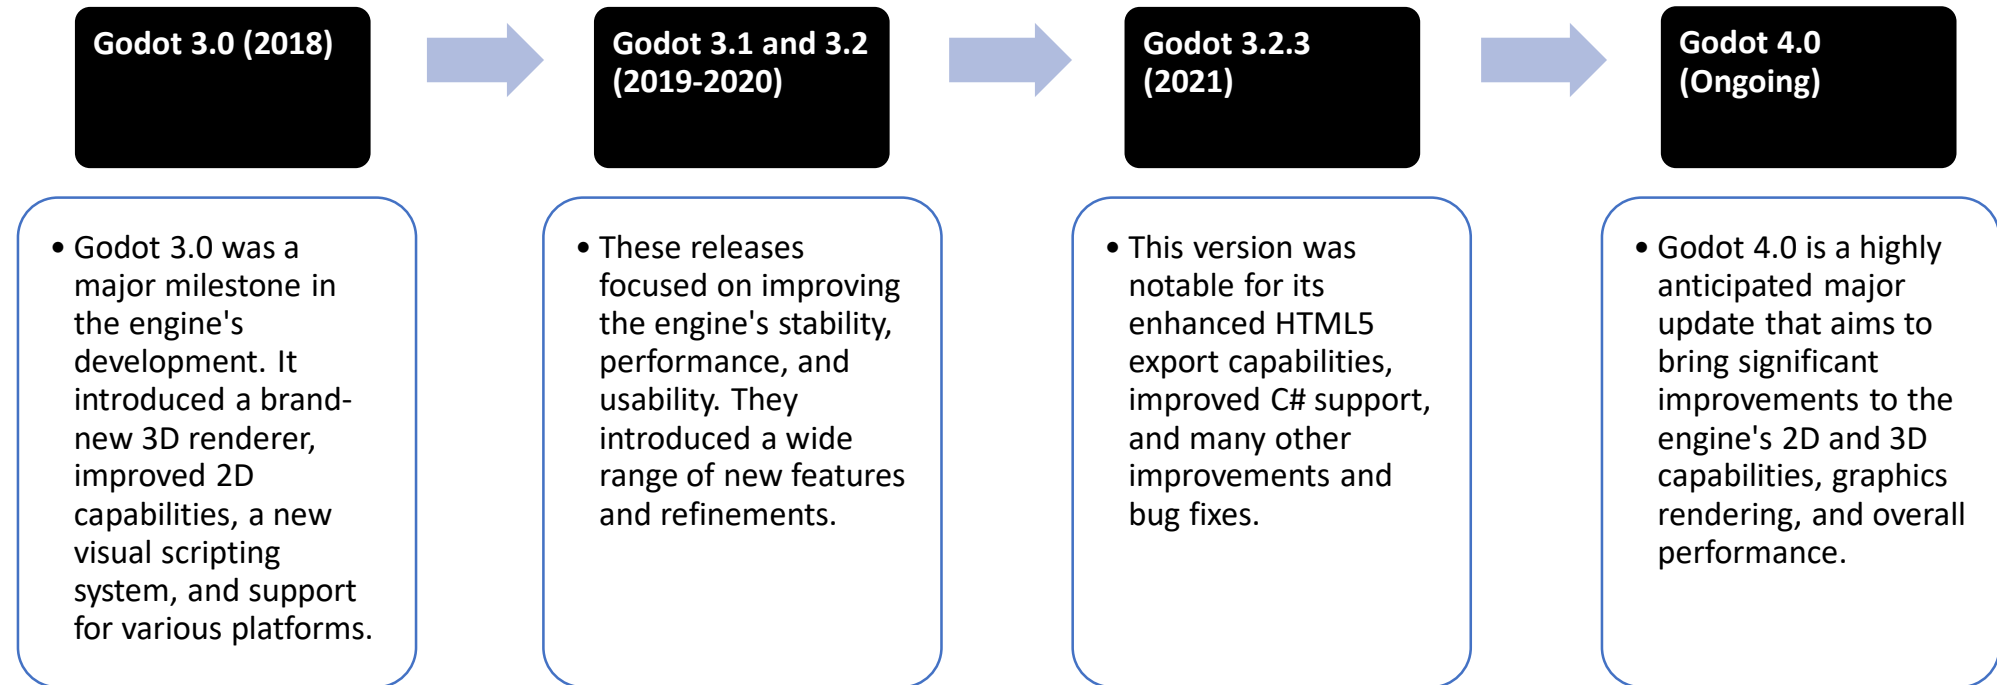 Godot 3.0 (2018)
• Godot 3.0 was a
major milestone in
the engine's
development. It
introduced a brand-
new 3D renderer,
improved 2D
capabilities, a new
visual scripting
system, and support
for various platforms.
Godot 3.1 and 3.2
(2019-2020)
• These releases
focused on improving
the engine's stability,
performance, and
usability. They
introduced a wide
range of new features
and refinements.
Godot 3.2.3
(2021)
• This version was
notable for its
enhanced HTML5
export capabilities,
improved C# support,
and many other
improvements and
bug fixes.
Godot 4.0
(Ongoing)
• Godot 4.0 is a highly
anticipated major
update that aims to
bring significant
improvements to the
engine's 2D and 3D
capabilities, graphics
rendering, and overall
performance.